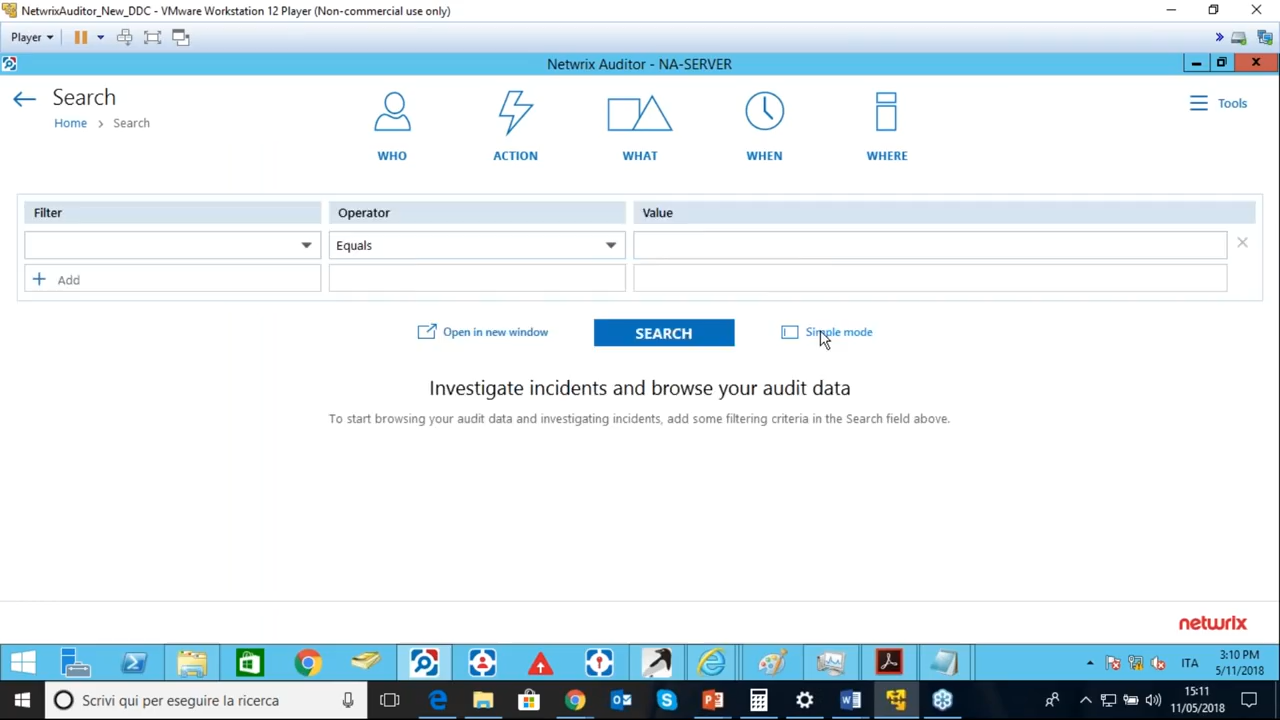 NetwrixAuditor_New_DDC - VMware Workstation 12 Player (Non-commercial use only)
Player
Netwrix Auditor - NA-SERVER
Search
Home > Search
WHO
ACTION
WHAT
WHEN
WHERE
Tools
Filter
Operator
Value
Equals
Add
Open in new window
SEARCH
Simple mode
Investigate incidents and browse your audit data
To start browsing your audit data and investigating incidents, add some filtering criteria in the Search field above.
netwrix
ITA
3:10 PM
5/11/2018
Scrivi qui per eseguire la ricerca
15:11
11/05/2018